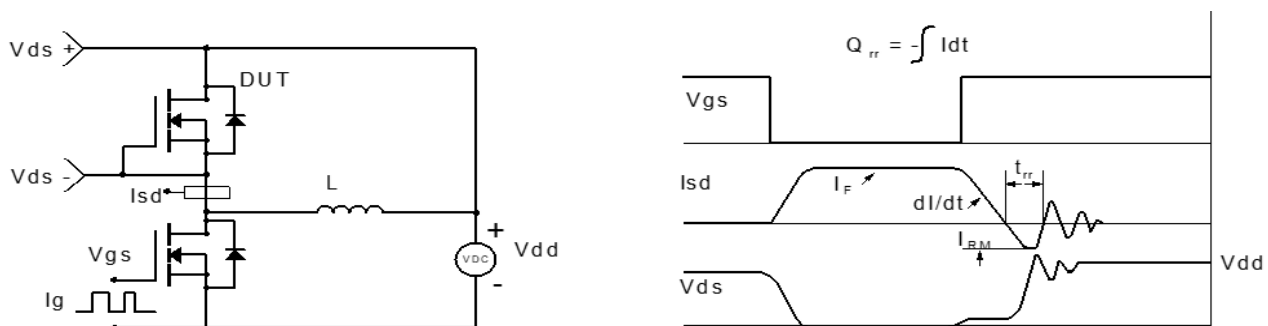 Vds +
DUT
Vds -
Isd
L
Vgs
Ig
+
VDC
-
Vdd
Q rr = - ∫ Idt
Vgs
Isd
I F
dI/dt
t rr
I RM
Vds
Vdd